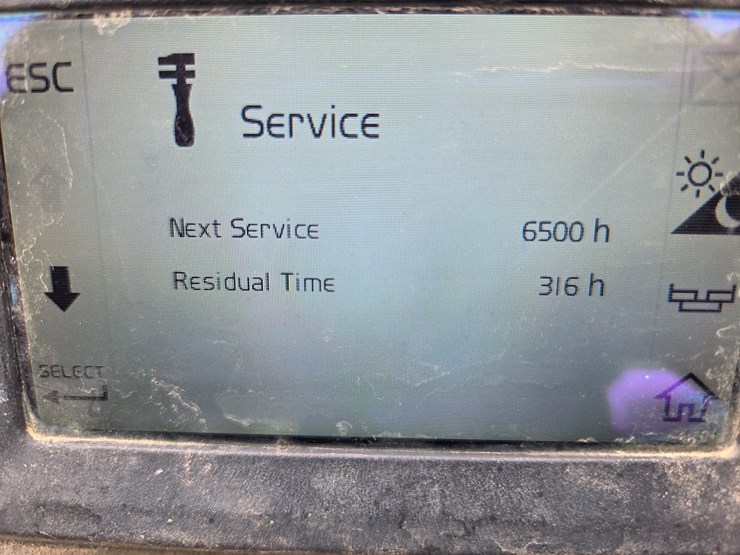 ESC
Service
Next Service 6500 h
Residual Time 316 h
SELECT